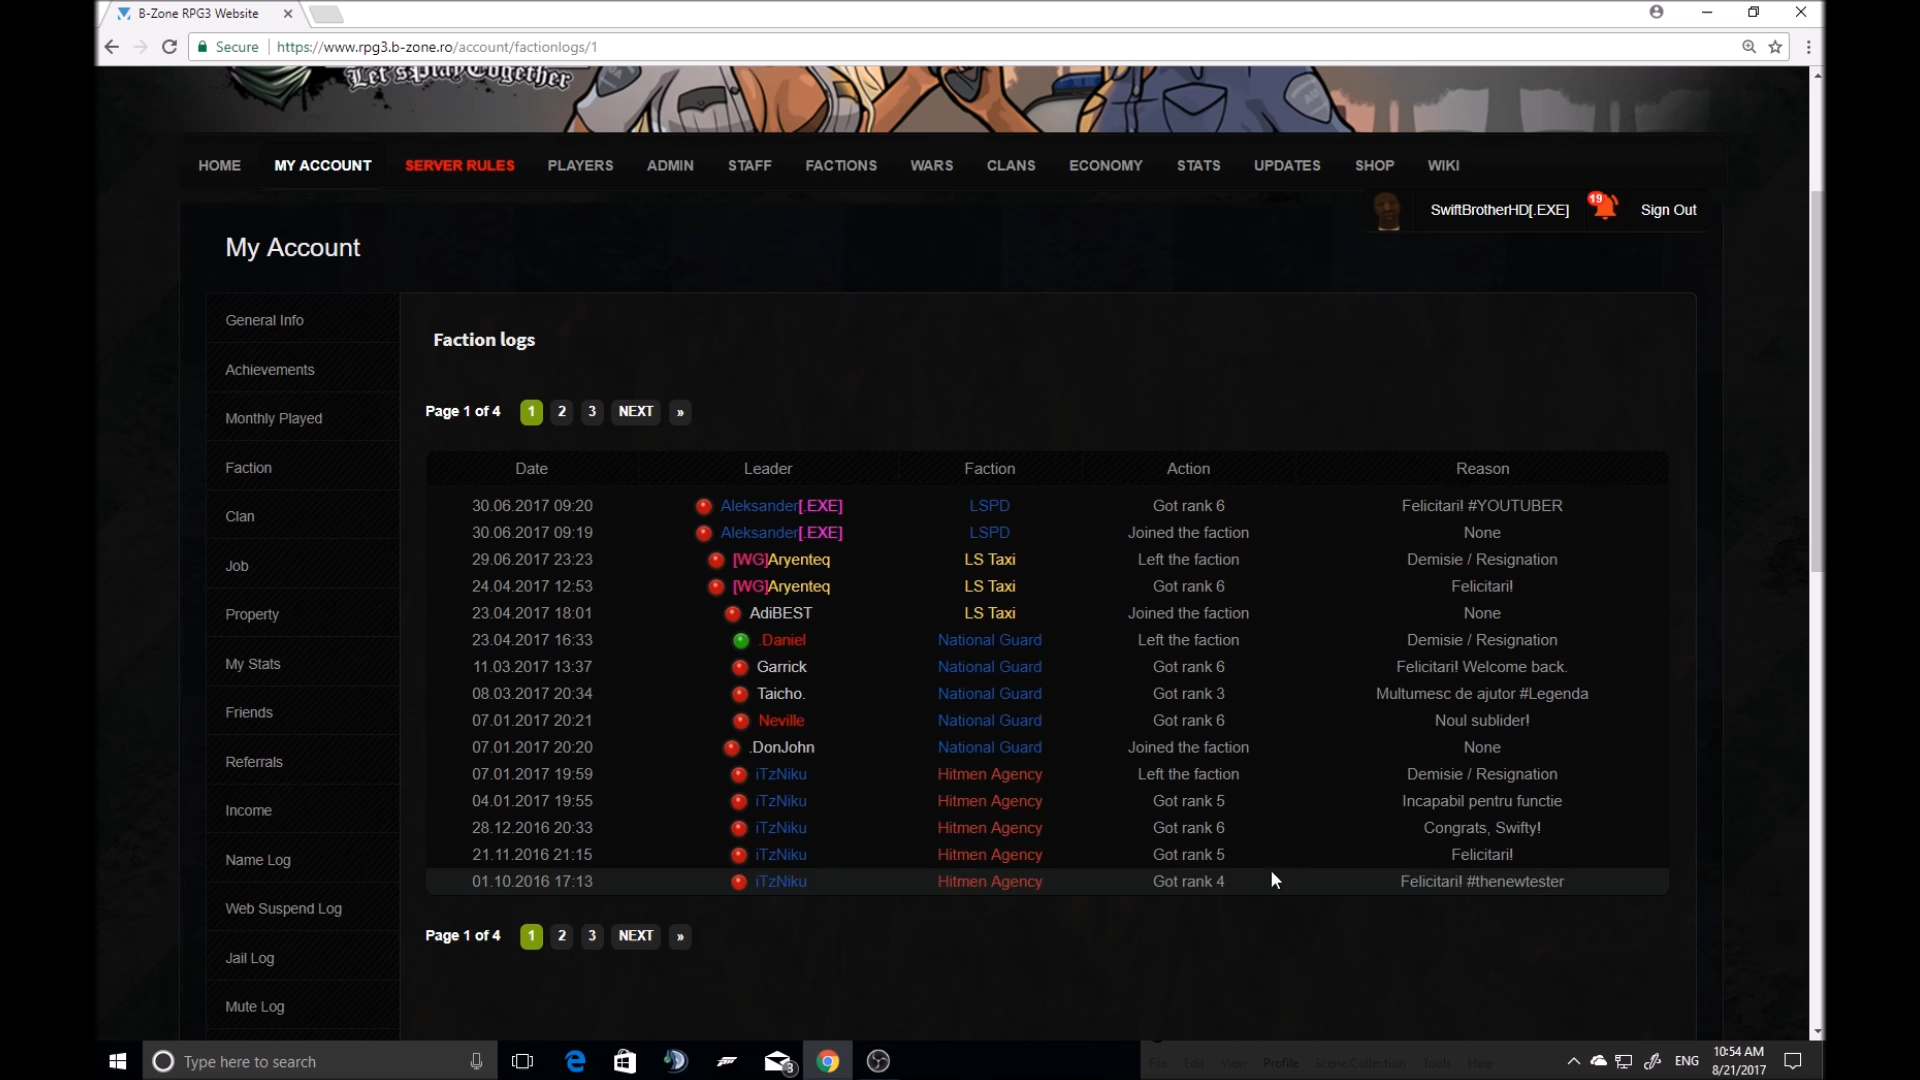 B-Zone RPG3 Website
Secure https://www.rpg3.b-zone.ro/account/factionlogs/1
Let'sPlayTogether
HOME MY ACCOUNT SERVER RULES PLAYERS ADMIN STAFF FACTIONS WARS CLANS ECONOMY STATS UPDATES SHOP WIKI
19
SwiftBrotherHD[.EXE] Sign Out
My Account
General Info
Achievements
Monthly Played
Faction
Clan
Job
Property
My Stats
Friends
Referrals
Income
Name Log
Web Suspend Log
Jail Log
Mute Log
Faction logs
Page 1 of 4 1 2 3 NEXT »
Date Leader Faction Action Reason
30.06.2017 09:20 Aleksander[.EXE] LSPD Got rank 6 Felicitari! #YOUTUBER
30.06.2017 09:19 Aleksander[.EXE] LSPD Joined the faction None
29.06.2017 23:23 [WG]Aryenteq LS Taxi Left the faction Demisie / Resignation
24.04.2017 12:53 [WG]Aryenteq LS Taxi Got rank 6 Felicitari!
23.04.2017 18:01 AdiBEST LS Taxi Joined the faction None
23.04.2017 16:33 .Daniel National Guard Left the faction Demisie / Resignation
11.03.2017 13:37 Garrick National Guard Got rank 6 Felicitari! Welcome back.
08.03.2017 20:34 Taicho. National Guard Got rank 3 Multumesc de ajutor #Legenda
07.01.2017 20:21 Neville National Guard Got rank 6 Noul sublider!
07.01.2017 20:20 .DonJohn National Guard Joined the faction None
07.01.2017 19:59 iTzNiku Hitmen Agency Left the faction Demisie / Resignation
04.01.2017 19:55 iTzNiku Hitmen Agency Got rank 5 Incapabil pentru functie
28.12.2016 20:33 iTzNiku Hitmen Agency Got rank 6 Congrats, Swifty!
21.11.2016 21:15 iTzNiku Hitmen Agency Got rank 5 Felicitari!
01.10.2016 17:13 iTzNiku Hitmen Agency Got rank 4 Felicitari! #thenewtester
Page 1 of 4 1 2 3 NEXT »
Type here to search
3
File Edit View Profile Scene Collection Tools Help
ENG
10:54 AM
8/21/2017